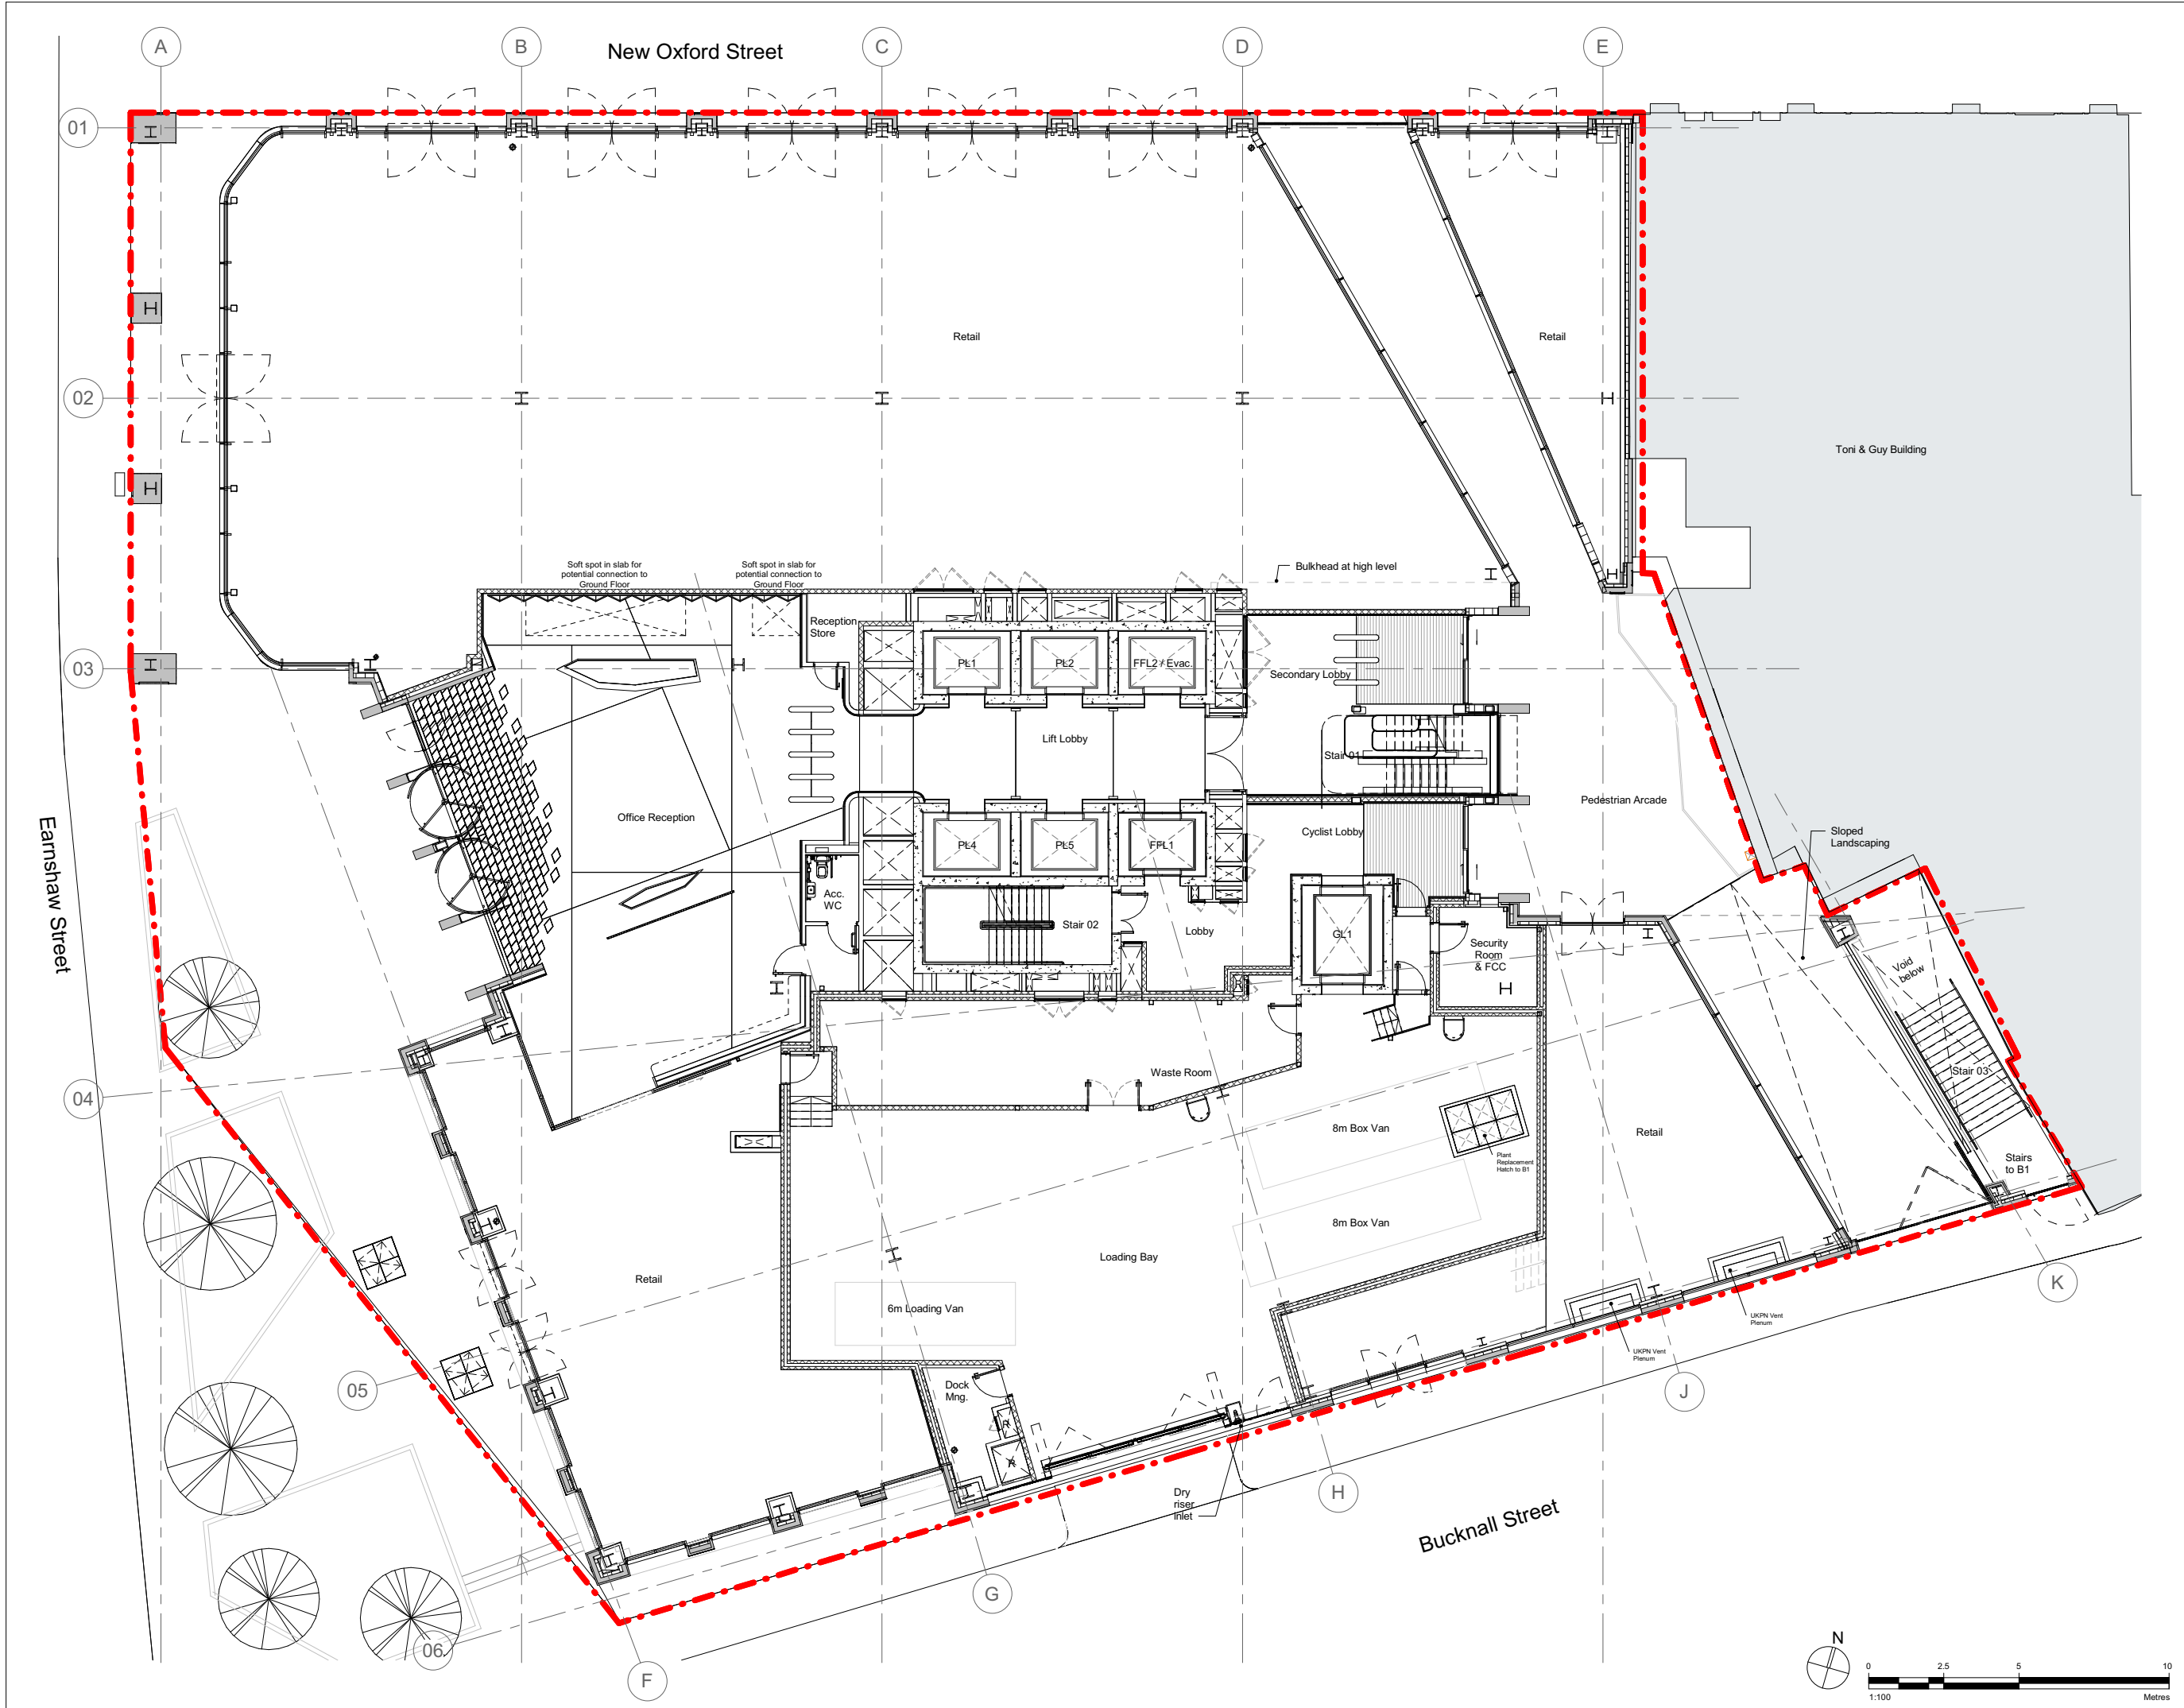 A
B
C
D
E
New Oxford Street
01
Retail
Retail
02
Toni & Guy Building
Soft spot in slab for
potential connection to
Ground Floor
Soft spot in slab for
potential connection to
Ground Floor
Bulkhead at high level
Reception
Store
03
PL1
PL2
FFL2 / Evac.
Secondary Lobby
Lift Lobby
Stair 01
Pedestrian Arcade
Office Reception
Cyclist Lobby
Sloped
Landscaping
PL4
PL5
FFL1
Earnshaw Street
Acc.
WC
Stair 02
Lobby
GL1
Security
Room
& FCC
Void
below
04
Waste Room
Stair 03
8m Box Van
Retail
Plant
Replacement
Hatch to B1
Stairs
to B1
8m Box Van
Loading Bay
Retail
6m Loading Van
K
UKPN Vent
Plenum
UKPN Vent
Plenum
05
Dock
Mng.
J
R
R
Dry
riser
inlet
H
Bucknall Street
G
06
F
N
0
2.5
5
10
1:100
Metres